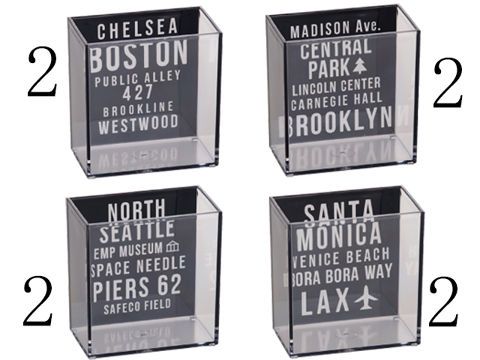 2
CHELSEA
BOSTON
PUBLIC ALLEY
427
BROOKLINE
WESTWOOD
MADISON Ave.
CENTRAL
PARK
LINCOLN CENTER
CARNEGIE HALL
BROOKLYN
2
2
NORTH
SEATTLE
EMP MUSEUM
SPACE NEEDLE
PIERS 62
SAFECO FIELD
SANTA
MONICA
VENICE BEACH
BORA BORA WAY
LAX
2